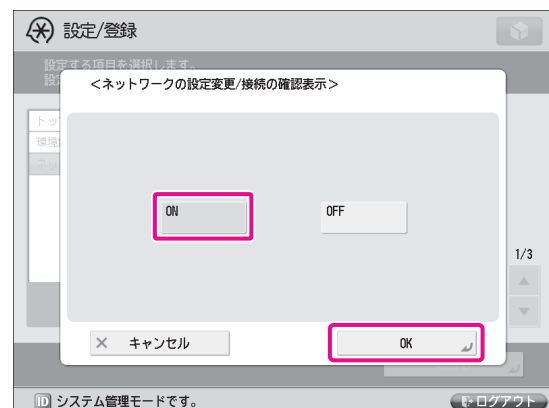 設定/登録
設定する項目を選択します。
設
<ネットワークの設定変更/接続の確認表示>
トッ
環境
ネッ
ON
OFF
1/3
キャンセル
OK
ID システム管理モードです。
ログアウト